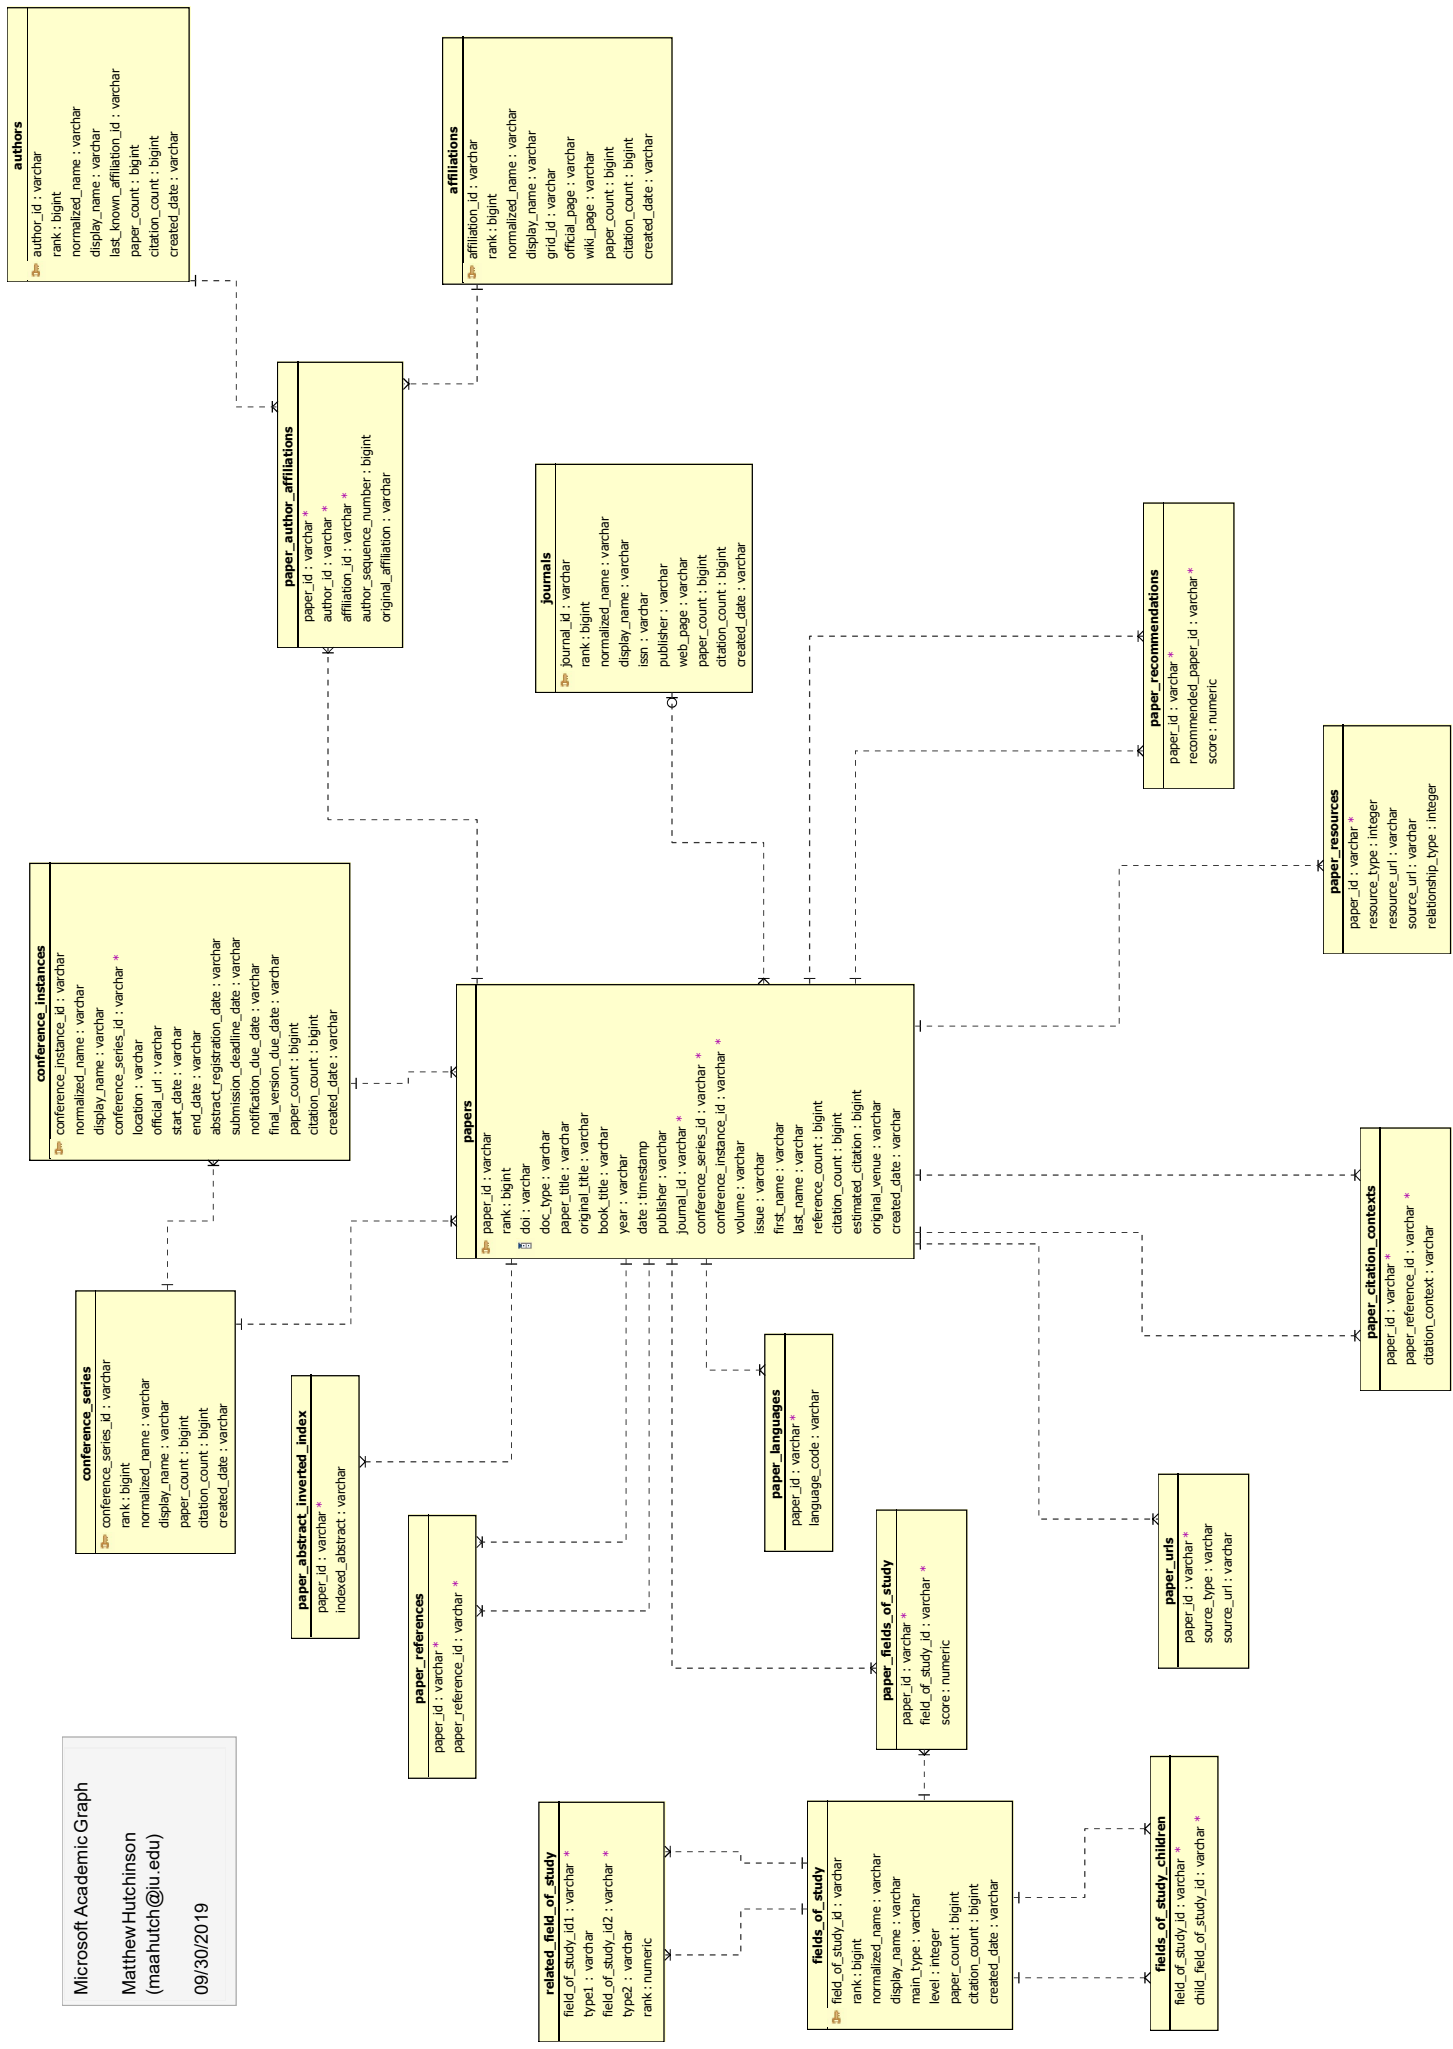 Microsoft Academic Graph
Matthew Hutchinson
(maahutch@iu.edu)
09/30/2019
conference_series
conference_series_id : varchar
rank : bigint
normalized_name : varchar
display_name : varchar
paper_count : bigint
citation_count : bigint
created_date : varchar
conference_instances
conference_instance_id : varchar
normalized_name : varchar
display_name : varchar
conference_series_id : varchar *
location : varchar
official_url : varchar
start_date : varchar
end_date : varchar
abstract_registration_date : varchar
submission_deadline_date : varchar
notification_due_date : varchar
final_version_due_date : varchar
paper_count : bigint
citation_count : bigint
created_date : varchar
authors
author_id : varchar
rank : bigint
normalized_name : varchar
display_name : varchar
last_known_affiliation_id : varchar
paper_count : bigint
citation_count : bigint
created_date : varchar
paper_abstract_inverted_index
paper_id : varchar *
indexed_abstract : varchar
paper_author_affiliations
paper_id : varchar *
author_id : varchar *
affiliation_id : varchar *
author_sequence_number : bigint
original_affiliation : varchar
affiliations
affiliation_id : varchar
rank : bigint
normalized_name : varchar
display_name : varchar
grid_id : varchar
official_page : varchar
wiki_page : varchar
paper_count : bigint
citation_count : bigint
created_date : varchar
paper_references
paper_id : varchar *
paper_reference_id : varchar *
papers
paper_id : varchar
rank : bigint
doi : varchar
doc_type : varchar
paper_title : varchar
original_title : varchar
book_title : varchar
year : varchar
date : timestamp
publisher : varchar
journal_id : varchar *
conference_series_id : varchar *
conference_instance_id : varchar *
volume : varchar
issue : varchar
first_name : varchar
last_name : varchar
reference_count : bigint
citation_count : bigint
estimated_citation : bigint
original_venue : varchar
created_date : varchar
journals
journal_id : varchar
rank : bigint
normalized_name : varchar
display_name : varchar
issn : varchar
publisher : varchar
web_page : varchar
paper_count : bigint
citation_count : bigint
created_date : varchar
related_field_of_study
field_of_study_id1 : varchar *
type1 : varchar
field_of_study_id2 : varchar *
type2 : varchar
rank : numeric
paper_languages
paper_id : varchar *
language_code : varchar
fields_of_study
field_of_study_id : varchar
rank : bigint
normalized_name : varchar
display_name : varchar
main_type : varchar
level : integer
paper_count : bigint
citation_count : bigint
created_date : varchar
paper_fields_of_study
paper_id : varchar *
field_of_study_id : varchar *
score : numeric
paper_recommendations
paper_id : varchar *
recommended_paper_id : varchar *
score : numeric
fields_of_study_children
field_of_study_id : varchar *
child_field_of_study_id : varchar *
paper_urls
paper_id : varchar *
source_type : varchar
source_url : varchar
paper_resources
paper_id : varchar *
resource_type : integer
resource_url : varchar
source_url : varchar
relationship_type : integer
paper_citation_contexts
paper_id : varchar *
paper_reference_id : varchar *
citation_context : varchar